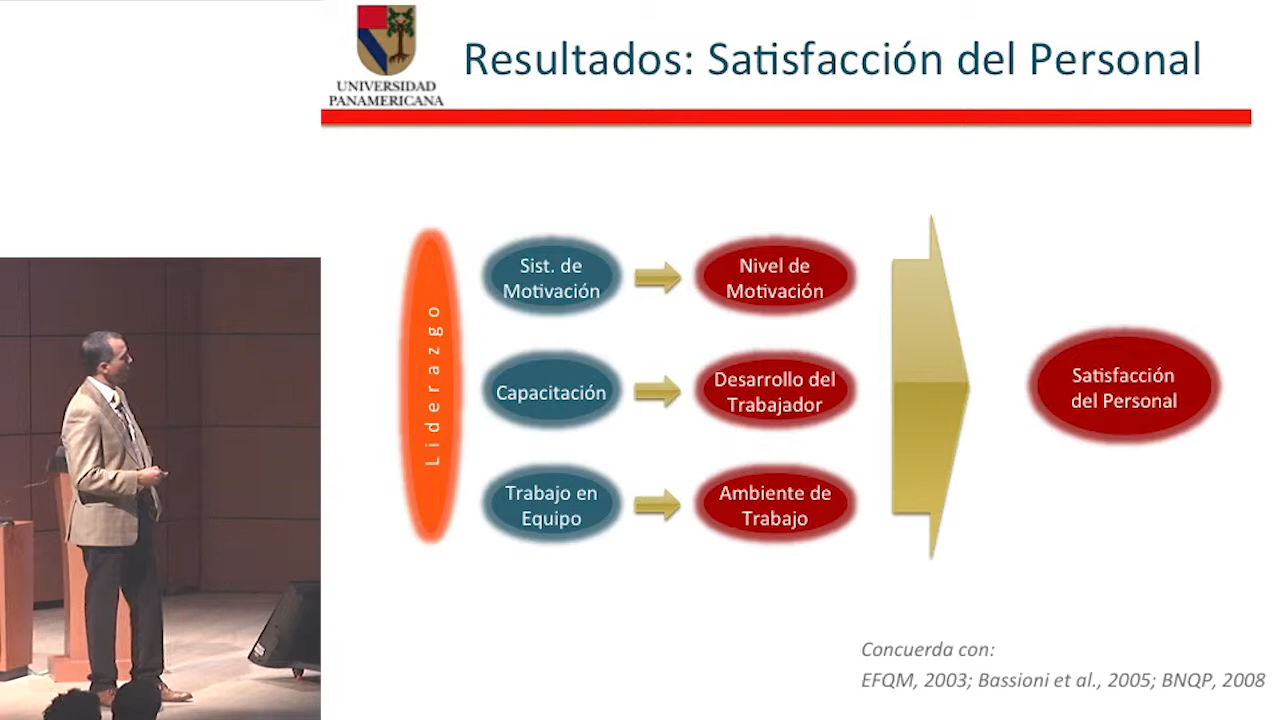 UNIVERSIDAD
PANAMERICANA
Resultados: Satisfacción del Personal
Liderazgo
Sist. de
Motivación
Nivel de
Motivación
Capacitación
Desarrollo del
Trabajador
Trabajo en
Equipo
Ambiente de
Trabajo
Satisfacción
del Personal
Concuerda con:
EFQM, 2003; Bassioni et al., 2005; BNQP, 2008